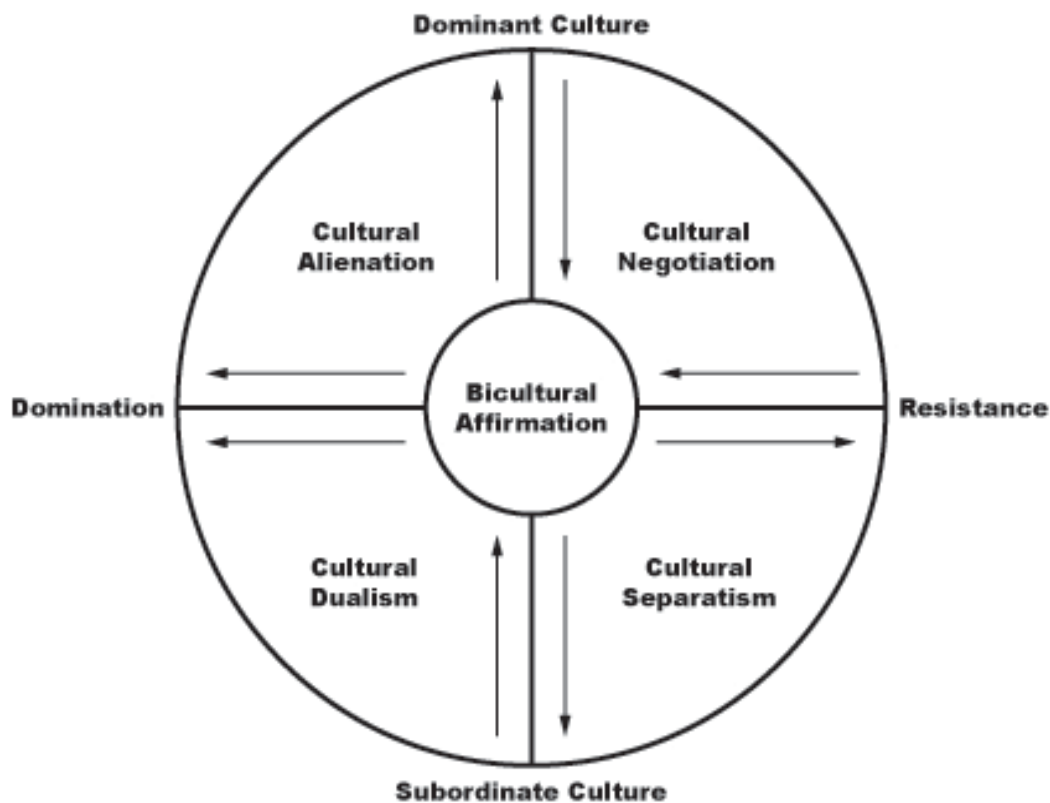 Dominant Culture
Cultural
Alienation
Cultural
Negotiation
Domination
Bicultural
Affirmation
Resistance
Cultural
Dualism
Cultural
Separatism
Subordinate Culture